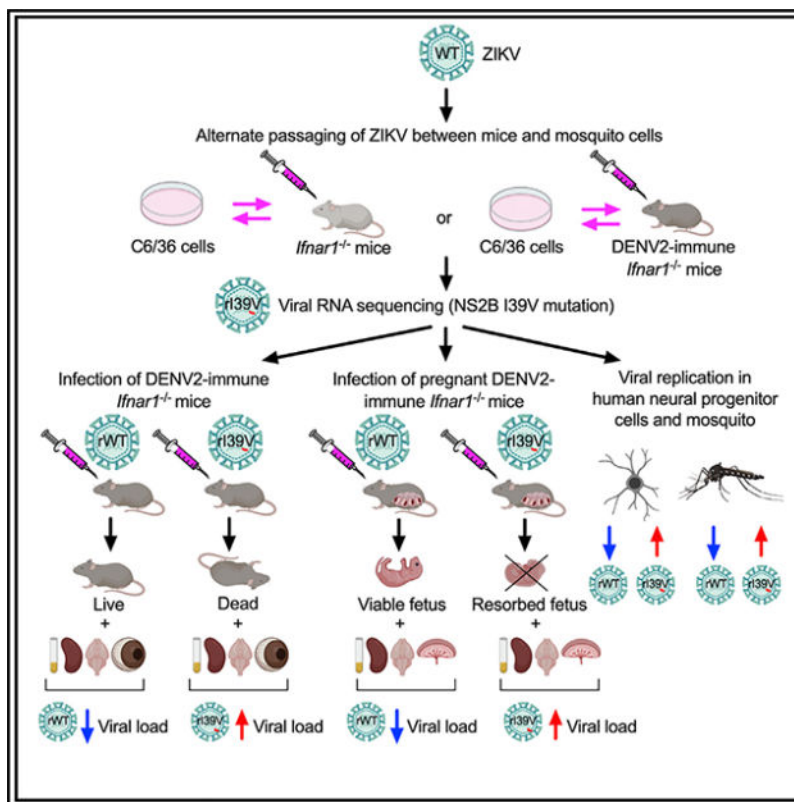 WT ZIKV
Alternate passaging of ZIKV between mice and mosquito cells
C6/36 cells
Ifnar1-/- mice
or
C6/36 cells
DENV2-immune
Ifnar1-/- mice
rI39V Viral RNA sequencing (NS2B I39V mutation)
Infection of DENV2-immune
Ifnar1-/- mice
rWT
rI39V
Live
+
Dead
+
rWT Viral load
rI39V Viral load
Infection of pregnant DENV2-
immune Ifnar1-/- mice
rWT
rI39V
Viable fetus
+
Resorbed fetus
+
rWT Viral load
rI39V Viral load
Viral replication in
human neural progenitor
cells and mosquito
rWT rI39V rWT rI39V